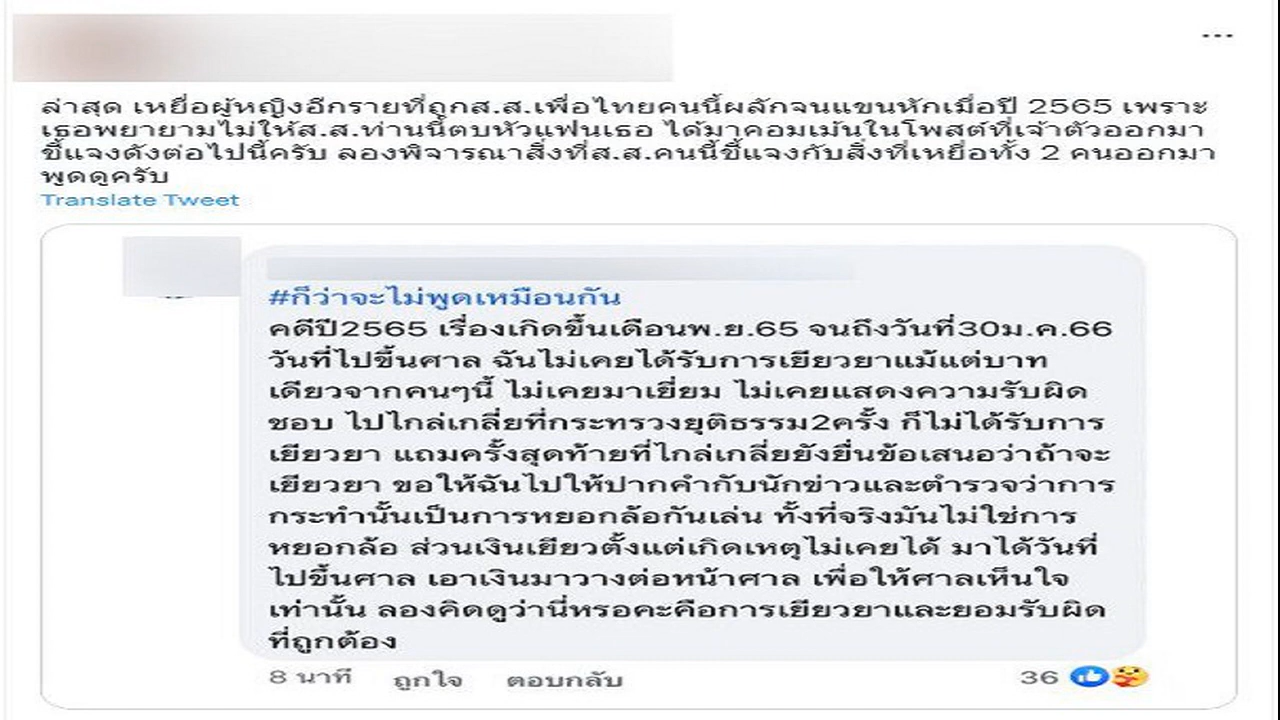 ล่าสุด เหยื่อผู้หญิงอีกรายที่ถูกส.ส.เพื่อไทยคนนี้ผลักจนแขนหักเมื่อปี 2565 เพราะ
เธอพยายามไม่ให้ส.ส.ท่านนี้ตบหัวแฟนเธอ ได้มาคอมเม้นในโพสต์ที่เจ้าตัวออกมา
ชี้แจงดังต่อไปนี้ครับ ลองพิจารณาสิ่งที่ส.ส.คนนี้ชี้แจงกับสิ่งที่เหยื่อทั้ง 2 คนออกมา
พูดดูครับ
Translate Tweet
#ก็ว่าจะไม่พูดเหมือนกัน
คดีปี2565 เรื่องเกิดขึ้นเดือนพ.ย.65 จนถึงวันที่30ม.ค.66
วันที่ไปขึ้นศาล ฉันไม่เคยได้รับการเยียวยาแม้แต่บาท
เดียวจากคนๆนี้ ไม่เคยมาเยี่ยม ไม่เคยแสดงความรับผิด
ชอบ ไปไกล่เกลี่ยที่กระทรวงยุติธรรม2ครั้ง ก็ไม่ได้รับการ
เยียวยา แถมครั้งสุดท้ายที่ไกล่เกลี่ยยังยื่นข้อเสนอว่าถ้าจะ
เยียวยา ขอให้ฉันไปให้ปากคำกับนักข่าวและตำรวจว่าการ
กระทำนั้นเป็นการหยอกล้อกันเล่น ทั้งที่จริงมันไม่ใช่การ
หยอกล้อ ส่วนเงินเยียวตั้งแต่เกิดเหตุไม่เคยได้ มาได้วันที่
ไปขึ้นศาล เอาเงินมาวางต่อหน้าศาล เพื่อให้ศาลเห็นใจ
เท่านั้น ลองคิดดูว่านี่หรอคะคือการเยียวยาและยอมรับผิด
ที่ถูกต้อง
8 นาที ถูกใจ ตอบกลับ 36